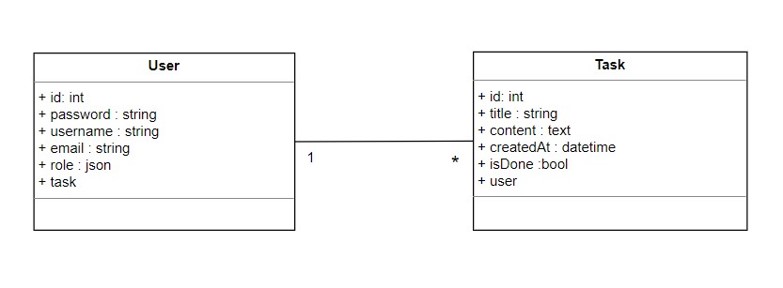 User
+ id: int
+ password : string
+ username : string
+ email : string
+ role : json
+ task
1
*
Task
+ id: int
+ title : string
+ content : text
+ createdAt : datetime
+ isDone :bool
+ user